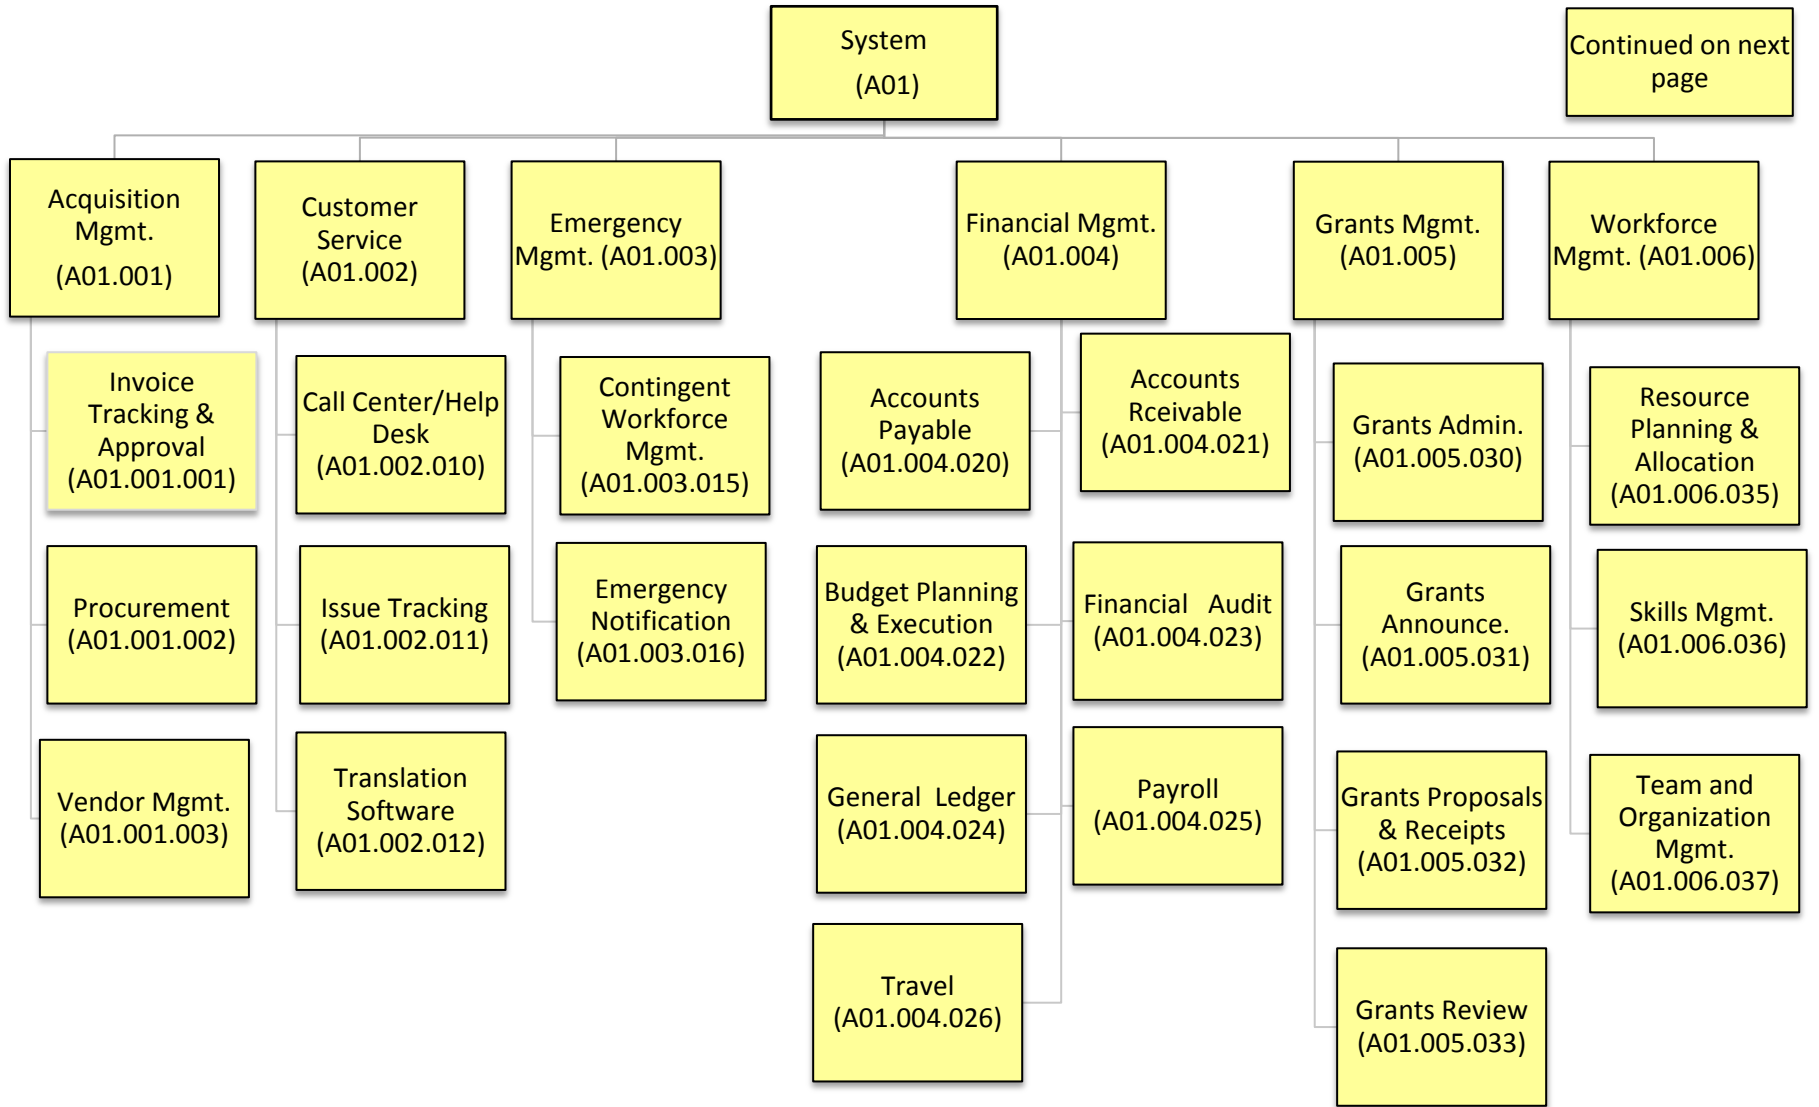 System
(A01)
Continued on next
page
Acquisition
Mgmt.
(A01.001)
Customer
Service
(A01.002)
Emergency
Mgmt. (A01.003)
Financial Mgmt.
(A01.004)
Grants Mgmt.
(A01.005)
Workforce
Mgmt. (A01.006)
Invoice
Tracking &
Approval
(A01.001.001)
Call Center/Help
Desk
(A01.002.010)
Contingent
Workforce
Mgmt.
(A01.003.015)
Accounts
Payable
(A01.004.020)
Accounts
Rceivable
(A01.004.021)
Grants Admin.
(A01.005.030)
Resource
Planning &
Allocation
(A01.006.035)
Procurement
(A01.001.002)
Issue Tracking
(A01.002.011)
Emergency
Notification
(A01.003.016)
Budget Planning
& Execution
(A01.004.022)
Financial Audit
(A01.004.023)
Grants
Announce.
(A01.005.031)
Skills Mgmt.
(A01.006.036)
Vendor Mgmt.
(A01.001.003)
Translation
Software
(A01.002.012)
General Ledger
(A01.004.024)
Payroll
(A01.004.025)
Grants Proposals
& Receipts
(A01.005.032)
Team and
Organization
Mgmt.
(A01.006.037)
Travel
(A01.004.026)
Grants Review
(A01.005.033)